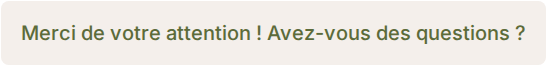 Merci de votre attention ! Avez-vous des questions ?